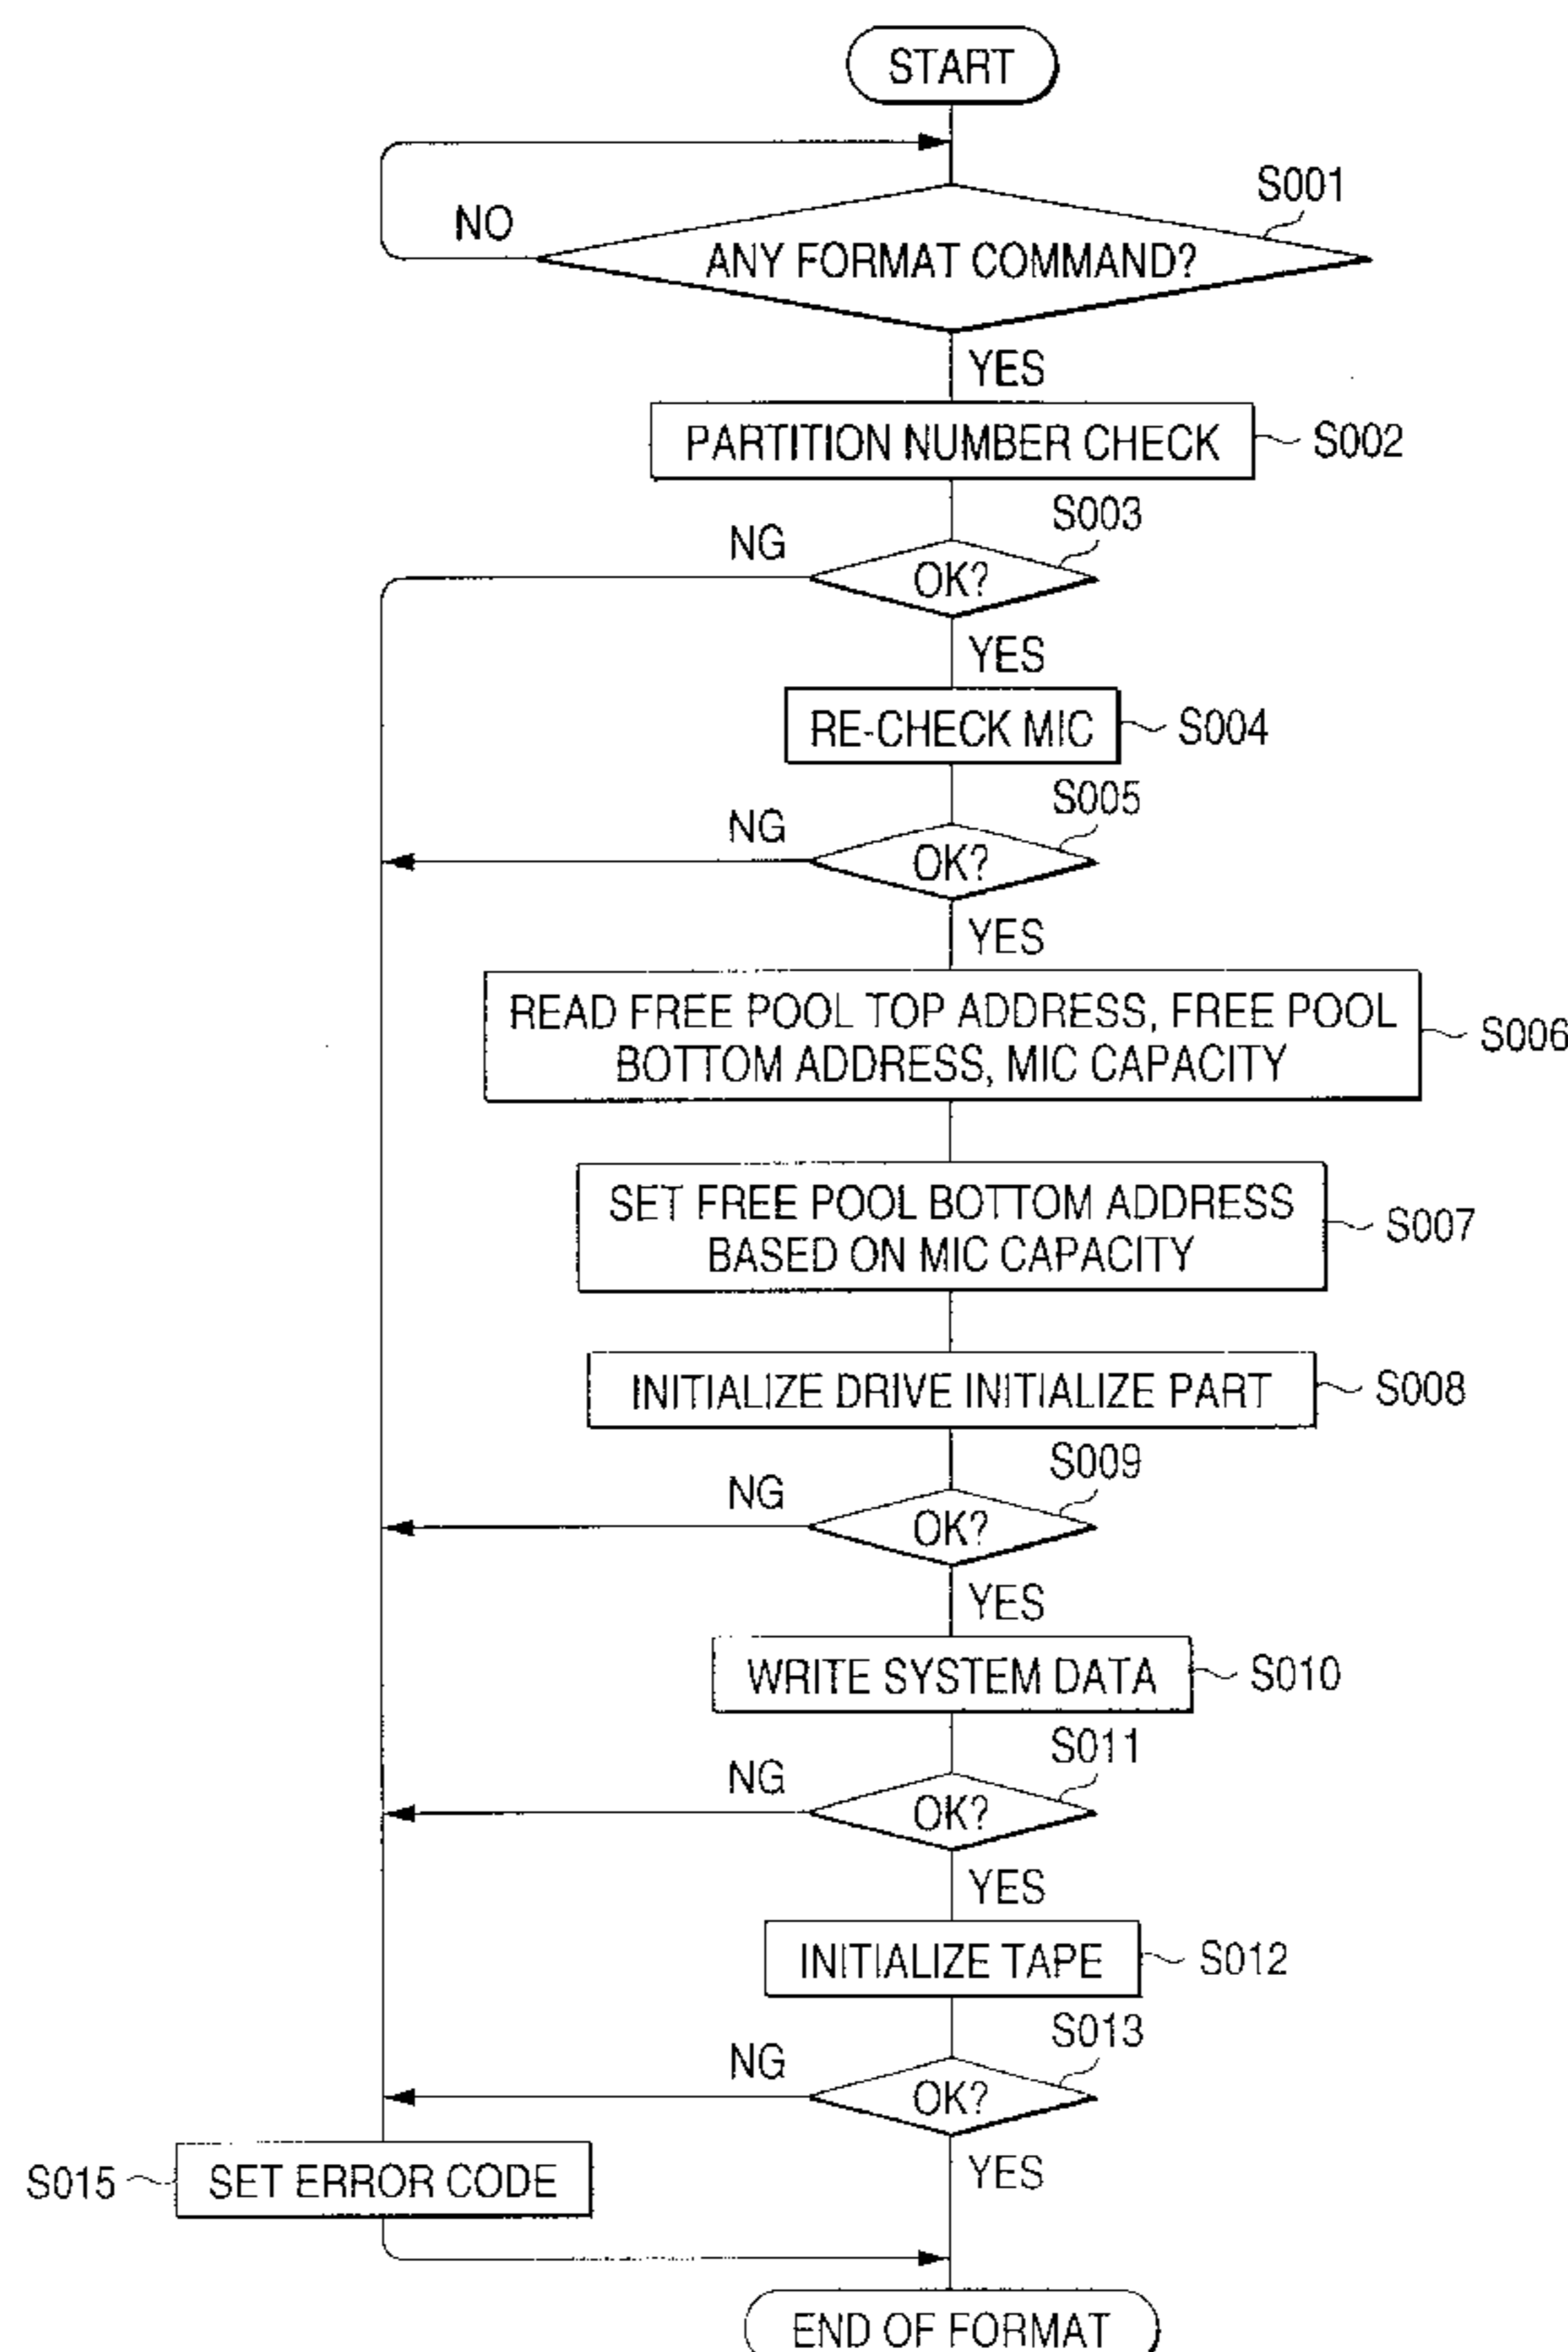 START
S001
NO
ANY FORMAT COMMAND?
YES
PARTITION NUMBER CHECK
S002
S003
NG
OK?
YES
RE-CHECK MIC
S004
S005
NG
OK?
YES
READ FREE POOL TOP ADDRESS, FREE POOL
BOTTOM ADDRESS, MIC CAPACITY
S006
SET FREE POOL BOTTOM ADDRESS
BASED ON MIC CAPACITY
S007
INITIALIZE DRIVE INITIALIZE PART
S008
S009
NG
OK?
YES
WRITE SYSTEM DATA
S010
S011
NG
OK?
YES
INITIALIZE TAPE
S012
S013
NG
OK?
YES
S015
SET ERROR CODE
END OF FORMAT